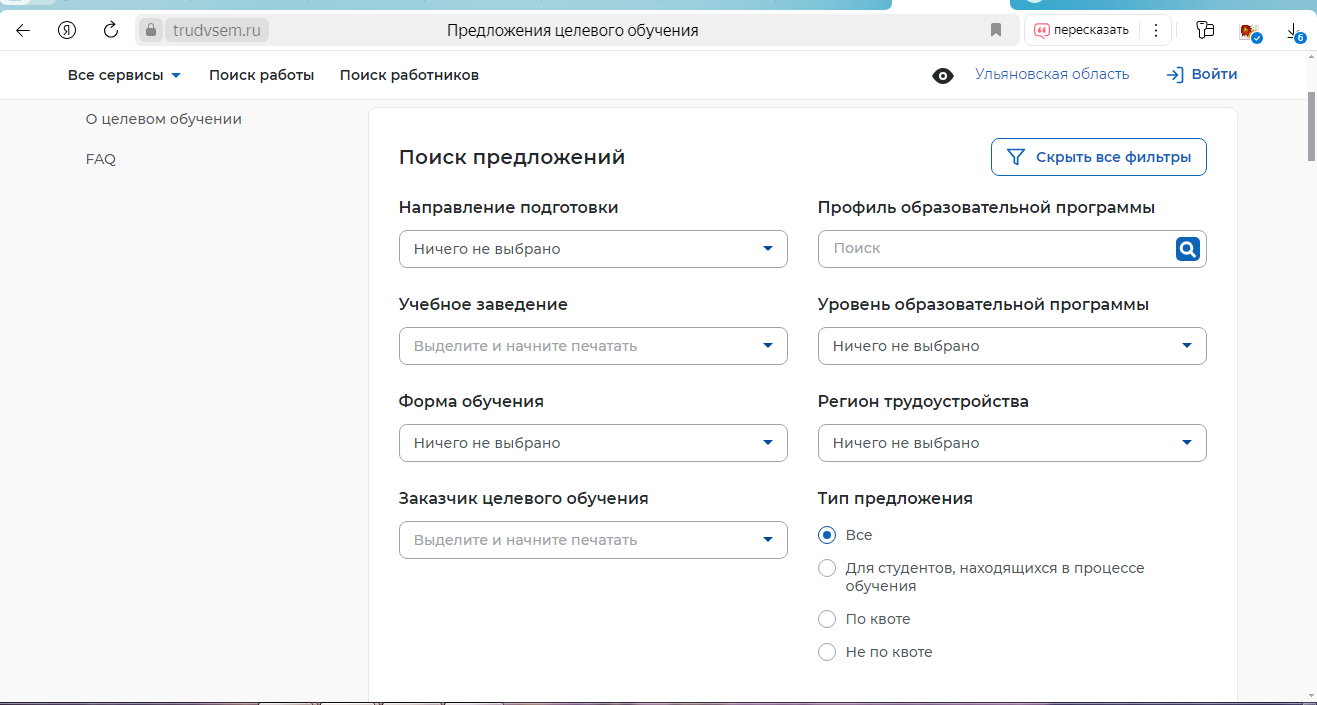 trudvsem.ru Предложения целевого обучения пересказать 6
Все сервисы Поиск работы Поиск работников Ульяновская область Войти
О целевом обучении
FAQ
Поиск предложений Скрыть все фильтры
Направление подготовки Профиль образовательной программы
Ничего не выбрано Поиск
Учебное заведение Уровень образовательной программы
Выделите и начните печатать Ничего не выбрано
Форма обучения Регион трудоустройства
Ничего не выбрано Ничего не выбрано
Заказчик целевого обучения Тип предложения
Выделите и начните печатать Все
Для студентов, находящихся в процессе
обучения
По квоте
Не по квоте